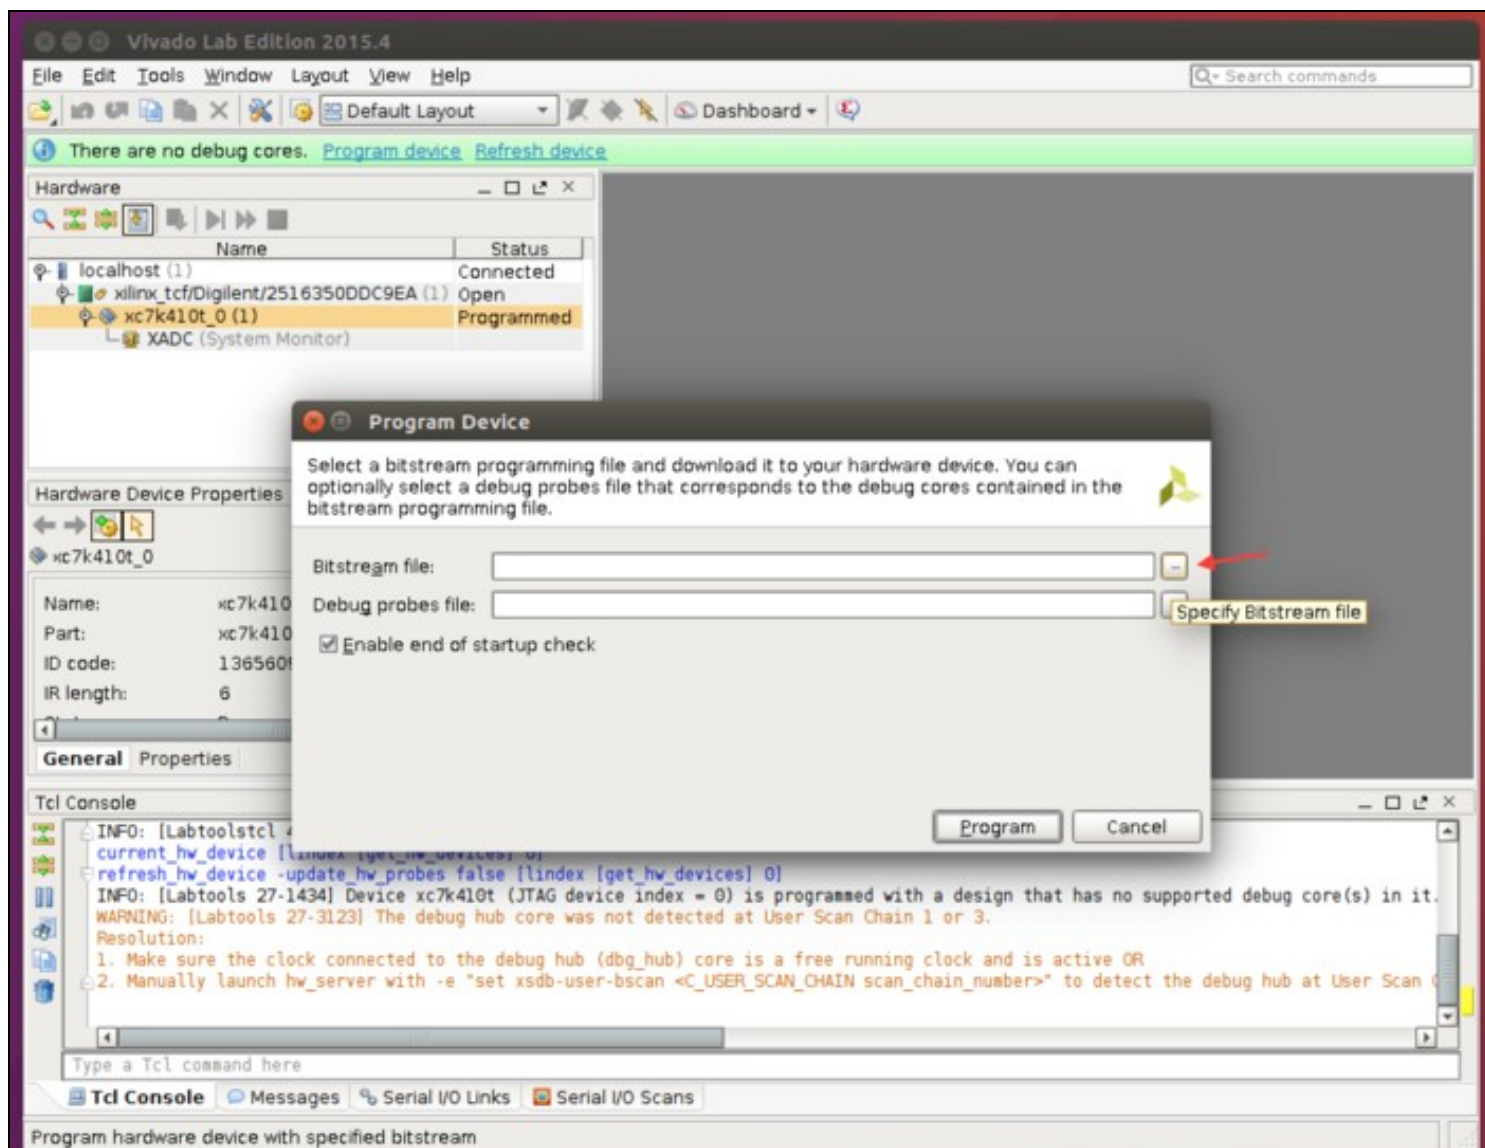 Vivado Lab Edition 2015.4
File Edit Tools Window Layout View Help
Search commands
Default Layout
Dashboard
There are no debug cores. Program device Refresh device
Hardware
Name Status
localhost (1) Connected
xilinx_tcf/Digilent/2516350DDC9EA (1) Open
xc7k410t_0 (1) Programmed
XADC (System Monitor)
Program Device
Select a bitstream programming file and download it to your hardware device. You can
optionally select a debug probes file that corresponds to the debug cores contained in the
bitstream programming file.
Bitstream file:
Debug probes file:
Specify Bitstream file
Enable end of startup check
Program Cancel
Hardware Device Properties
xc7k410t_0
Name: xc7k410
Part: xc7k410
ID code: 1365609
IR length: 6
General Properties
Tcl Console
INFO: [Labtoolstcl 4
current_hw_device [lindex [get_hw_devices] 0]
refresh_hw_device -update_hw_probes false [lindex [get_hw_devices] 0]
INFO: [Labtools 27-1434] Device xc7k410t (JTAG device index = 0) is programmed with a design that has no supported debug core(s) in it.
WARNING: [Labtools 27-3123] The debug hub core was not detected at User Scan Chain 1 or 3.
Resolution:
1. Make sure the clock connected to the debug hub (dbg_hub) core is a free running clock and is active OR
2. Manually launch hw_server with -e "set xsdb-user-bscan <C_USER_SCAN_CHAIN scan_chain_number>" to detect the debug hub at User Scan
Type a Tcl command here
Tcl Console Messages Serial I/O Links Serial I/O Scans
Program hardware device with specified bitstream